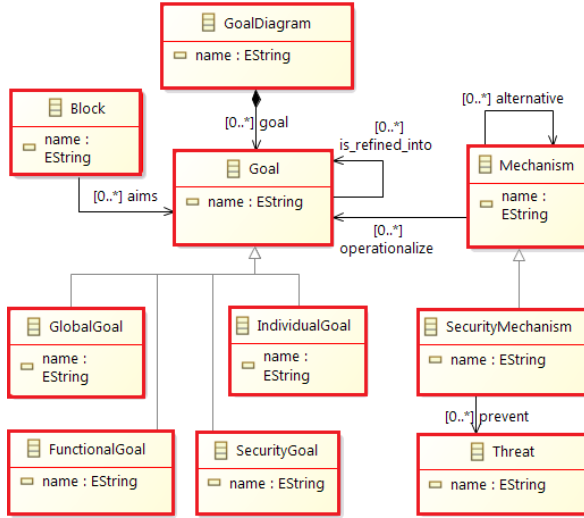 GoalDiagram
name : EString
[0..*] goal
Block
name :
EString
[0..*] aims
Goal
name : EString
[0..*]
is_refined_into
[0..*] alternative
Mechanism
name :
EString
[0..*]
operationalize
GlobalGoal
name :
EString
IndividualGoal
name :
EString
SecurityMechanism
name : EString
[0..*] prevent
FunctionalGoal
name : EString
SecurityGoal
name : EString
Threat
name : EString